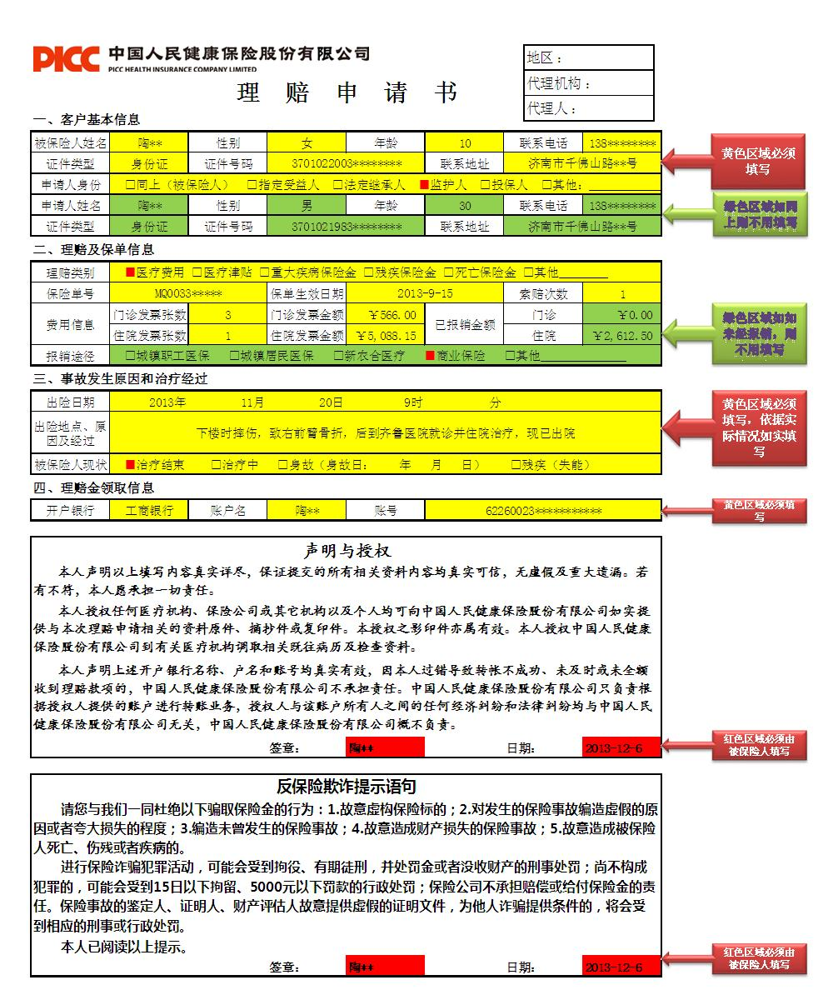 PICC 中国人民健康保险股份有限公司
PICC HEALTH INSURANCE COMPANY LIMITED
地区：
代理机构：
代理人：
理 赔 申 请 书
一、客户基本信息
被保险人姓名 陶** 性别 女 年龄 10 联系电话 138********
证件类型 身份证 证件号码 3701022003******** 联系地址 济南市千佛山路**号
黄色区域必须填写
申请人身份 □同上（被保险人） □指定受益人 □法定继承人 ■监护人 □投保人 □其他：__________
申请人姓名 陶** 性别 男 年龄 30 联系电话 138********
证件类型 身份证 证件号码 3701021983******** 联系地址 济南市千佛山路**号
绿色区域如同上则不用填写
二、理赔及保单信息
理赔类别 ■医疗费用 □医疗津贴 □重大疾病保险金 □残疾保险金 □死亡保险金 □其他_______
保险单号 MQ0033***** 保单生效日期 2013-9-15 索赔次数 1
费用信息 门诊发票张数 3 门诊发票金额 ￥566.00 已报销金额 门诊 ￥0.00
住院发票张数 1 住院发票金额 ￥5,088.15 住院 ￥2,612.50
绿色区域如如未经报销，则不用填写
报销途径 □城镇职工医保 □城镇居民医保 □新农合医疗 ■商业保险 □其他____________
三、事故发生原因和治疗经过
出险日期 2013年 11月 20日 9时 分
出险地点、原因及经过 下楼时摔伤，致右前臂骨折，后到齐鲁医院就诊并住院治疗，现已出院
黄色区域必须填写，依据实际情况如实填写
被保险人现状 ■治疗结束 □治疗中 □身故（身故日： 年 月 日） □残疾（失能）
四、理赔金领取信息
开户银行 工商银行 账户名 陶** 账号 62260023***********
黄色区域必须填写
声明与授权
本人声明以上填写内容真实详尽，保证提交的所有相关资料内容均真实可信，无虚假及重大遗漏。若
有不符，本人愿承担一切责任。
本人授权任何医疗机构、保险公司或其它机构以及个人均可向中国人民健康保险股份有限公司如实提
供与本次理赔申请相关的资料原件、摘抄件或复印件。本授权之影印件亦属有效。本人授权中国人民健康
保险股份有限公司到有关医疗机构调取相关既往病历及检查资料。
本人声明上述开户银行名称、户名和账号均真实有效，因本人过错导致转帐不成功、未及时或未全额
收到理赔款项的，中国人民健康保险股份有限公司不承担责任。中国人民健康保险股份有限公司只负责根
据授权人提供的账户进行转账业务，授权人与该账户所有人之间的任何经济纠纷和法律纠纷均与中国人民
健康保险股份有限公司无关，中国人民健康保险股份有限公司概不负责。
签章： 陶** 日期： 2013-12-6
红色区域必须由被保险人填写
反保险欺诈提示语句
请您与我们一同杜绝以下骗取保险金的行为：1.故意虚构保险标的；2.对发生的保险事故编造虚假的原
因或者夸大损失的程度；3.编造未曾发生的保险事故；4.故意造成财产损失的保险事故；5.故意造成被保险
人死亡、伤残或者疾病的。
进行保险诈骗犯罪活动，可能会受到拘役、有期徒刑，并处罚金或者没收财产的刑事处罚；尚不构成
犯罪的，可能会受到15日以下拘留、5000元以下罚款的行政处罚；保险公司不承担赔偿或给付保险金的责
任。保险事故的鉴定人、证明人、财产评估人故意提供虚假的证明文件，为他人诈骗提供条件的，将会受
到相应的刑事或行政处罚。
本人已阅读以上提示。
签章： 陶** 日期： 2013-12-6
红色区域必须由被保险人填写